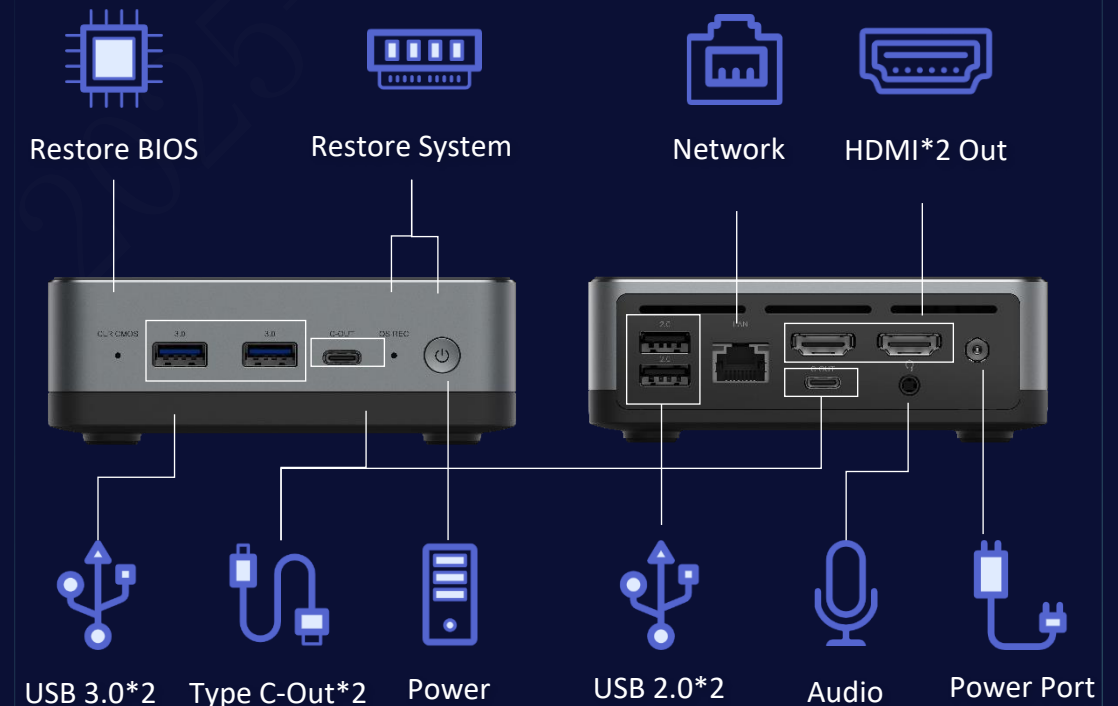 2025
Restore BIOS
Restore System
Network
HDMI*2 Out
CLR CMOS
3.0
3.0
C-OUT
OS REC
2.0
LAN
2.0
C-OUT
USB 3.0*2
Type C-Out*2
Power
USB 2.0*2
Audio
Power Port